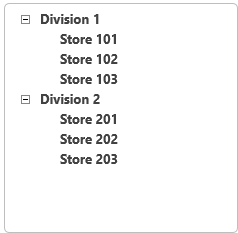 Division 1
Store 101
Store 102
Store 103
Division 2
Store 201
Store 202
Store 203